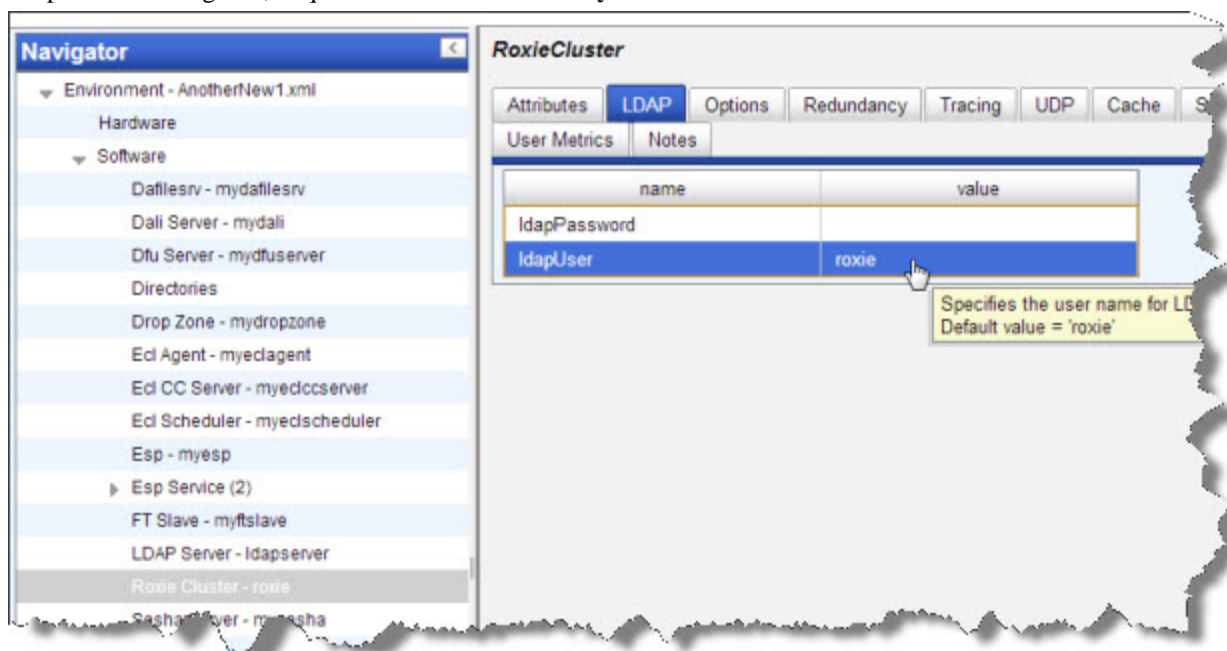 Navigator
Environment - AnotherNew1.xml
Hardware
Software
Dafilesrv - mydafilesrv
Dali Server - mydali
Dfu Server - mydfuserver
Directories
Drop Zone - mydropzone
Ecl Agent - myeclagent
Ecl CC Server - myeclccserver
Ecl Scheduler - myeclscheduler
Esp - myesp
Esp Service (2)
FT Slave - myftslave
LDAP Server - ldapserver
Roxie Cluster - roxie
RoxieCluster
Attributes LDAP Options Redundancy Tracing UDP Cache
User Metrics Notes
name value
ldapPassword
ldapUser roxie
Specifies the user name for
Default value = 'roxie'